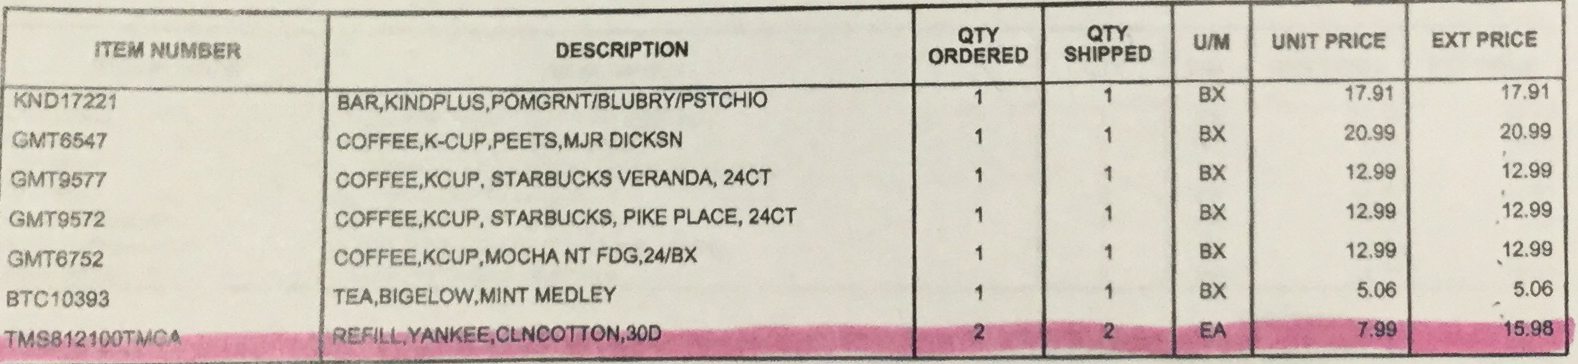 ITEM NUMBER DESCRIPTION QTY ORDERED QTY SHIPPED U/M UNIT PRICE EXT PRICE
KND17221 BAR,KINDPLUS,POMGRNT/BLUBRY/PSTCHIO 1 1 BX 17.91 17.91
GMT6547 COFFEE,K-CUP,PEETS,MJR DICKSN 1 1 BX 20.99 20.99
GMT9577 COFFEE,KCUP, STARBUCKS VERANDA, 24CT 1 1 BX 12.99 12.99
GMT9572 COFFEE,KCUP, STARBUCKS, PIKE PLACE, 24CT 1 1 BX 12.99 12.99
GMT6752 COFFEE,KCUP,MOCHA NT FDG,24/BX 1 1 BX 12.99 12.99
BTC10393 TEA,BIGELOW,MINT MEDLEY 1 1 BX 5.06 5.06
TMS812100TMCA REFILL,YANKEE,CLNCOTTON,30D 2 2 EA 7.99 15.98